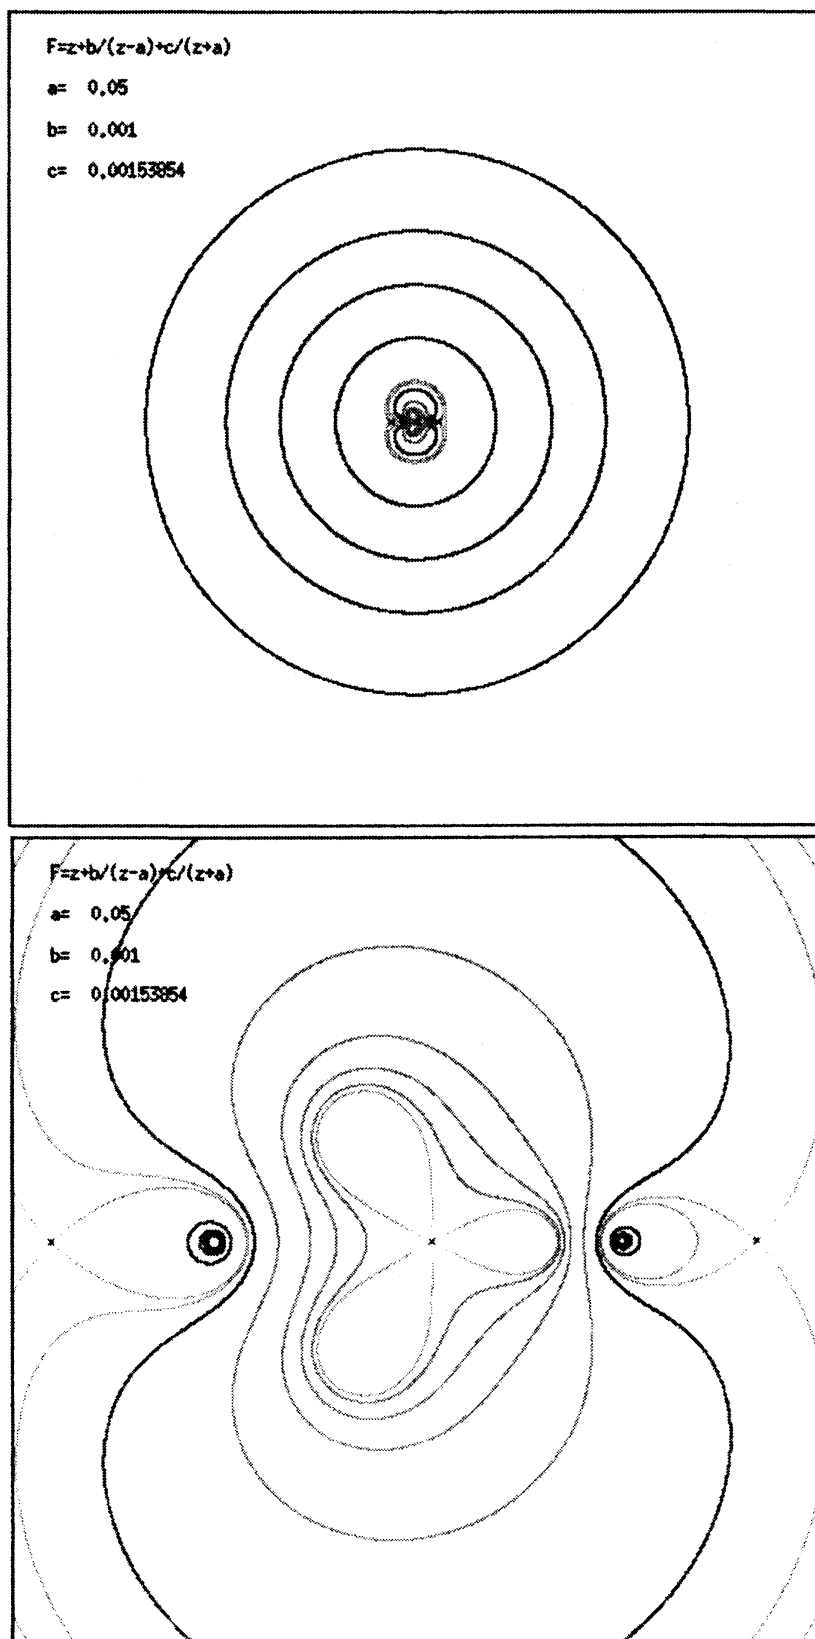 F=z+b/(z-a)+c/(z+a)
a= 0.05
b= 0.001
c= 0.00153854
F=z+b/(z-a)+c/(z+a)
a= 0.05
b= 0.001
c= 0.00153854